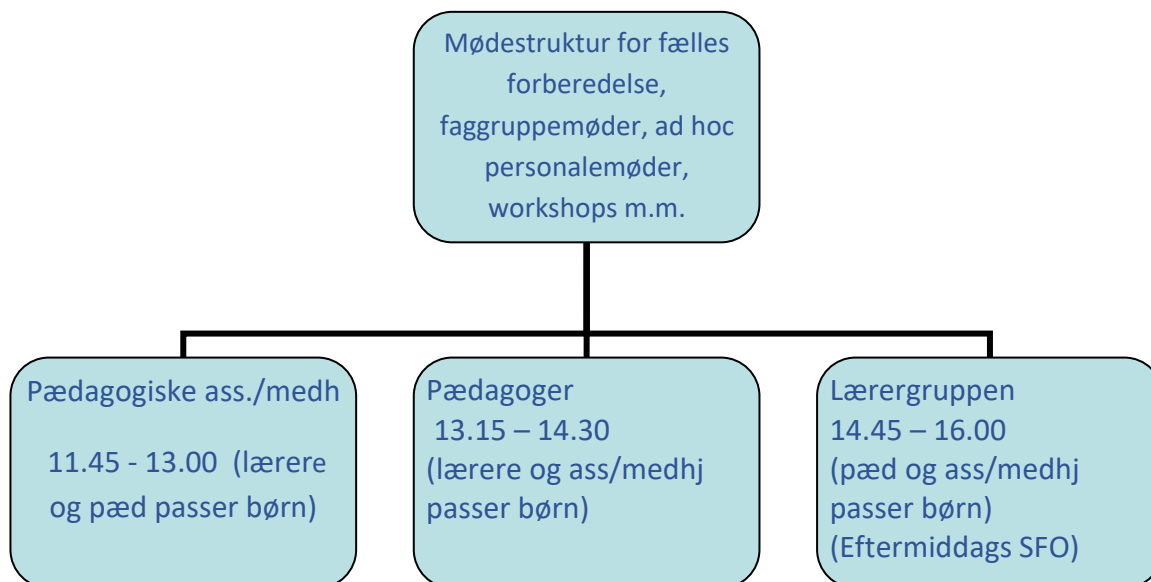 Mødestruktur for fælles
forberedelse,
faggruppemøder, ad hoc
personalemøder,
workshops m.m.
Pædagogiske ass./medh
11.45 - 13.00 (lærere
og pæd passer børn)
Pædagoger
13.15 – 14.30
(lærere og ass/medhj
passer børn)
Lærergruppen
14.45 – 16.00
(pæd og ass/medhj
passer børn)
(Eftermiddags SFO)